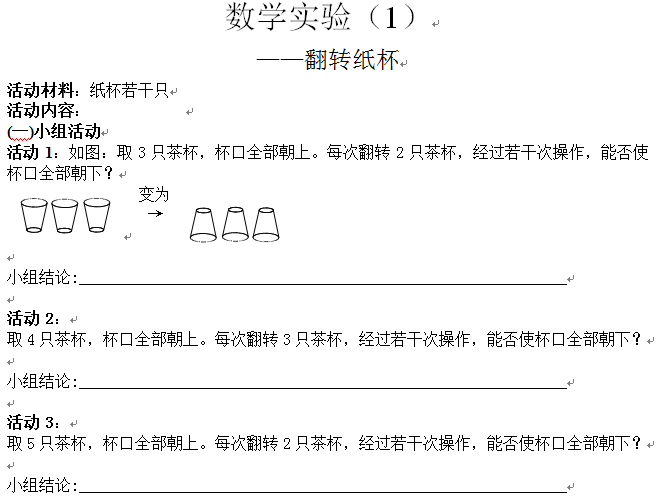 数学实验（1）
——翻转纸杯
活动材料：纸杯若干只
活动内容：
(一)小组活动
活动 1：如图：取 3 只茶杯，杯口全部朝上。每次翻转 2 只茶杯，经过若干次操作，能否使
杯口全部朝下？
变为
→
小组结论:
活动 2：
取 4 只茶杯，杯口全部朝上。每次翻转 3 只茶杯，经过若干次操作，能否使杯口全部朝下？
小组结论:
活动 3：
取 5 只茶杯，杯口全部朝上。每次翻转 2 只茶杯，经过若干次操作，能否使杯口全部朝下？
小组结论: